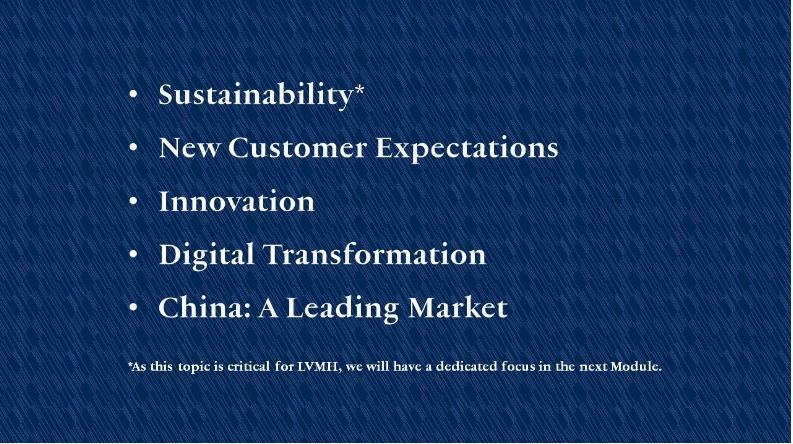 • Sustainability*
• New Customer Expectations
• Innovation
• Digital Transformation
• China: A Leading Market
*As this topic is critical for LVMH, we will have a dedicated focus in the next Module.